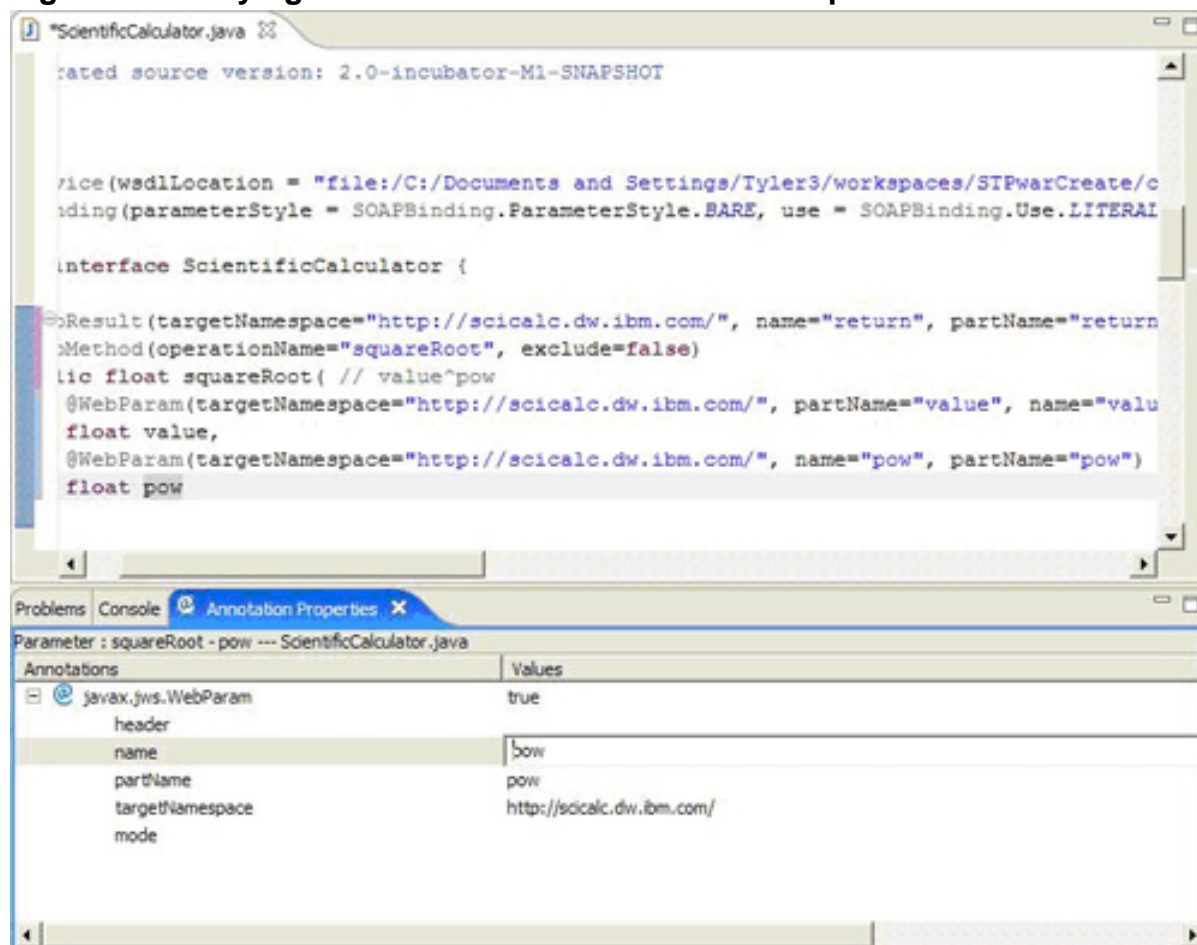 *ScientificCalculator.java
rated source version: 2.0-incubator-M1-SNAPSHOT
vice(wsdlLocation = "file:/C:/Documents and Settings/Tyler3/workspaces/STPwarCreate/c
nding(parameterStyle = SOAPBinding.ParameterStyle.BARE, use = SOAPBinding.Use.LITERAL
interface ScientificCalculator {
bResult(targetNamespace="http://scicalc.dw.ibm.com/", name="return", partName="return
bMethod(operationName="squareRoot", exclude=false)
lic float squareRoot( // value^pow
@WebParam(targetNamespace="http://scicalc.dw.ibm.com/", partName="value", name="valu
float value,
@WebParam(targetNamespace="http://scicalc.dw.ibm.com/", name="pow", partName="pow")
float pow
Problems Console @ Annotation Properties
Parameter : squareRoot - pow --- ScientificCalculator.java
Annotations Values
@ javax.jws.WebParam true
header
name pow
partName pow
targetNamespace http://scicalc.dw.ibm.com/
mode